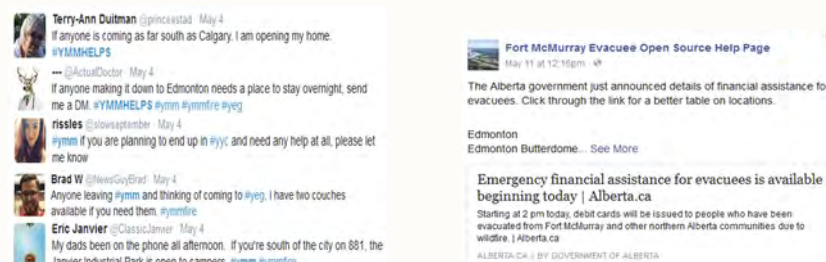 Terry-Ann Duitman @princesstad · May 4
If anyone is coming as far south as Calgary. I am opening my home.
#YMMHELPS
--- @ActualDoctor · May 4
If anyone making it down to Edmonton needs a place to stay overnight, send
me a DM. #YMMHELPS #ymm #ymmfire #yeg
rissles @slowseptember · May 4
#ymm if you are planning to end up in #yyc and need any help at all, please let
me know
Brad W @NewsGuyBrad · May 4
Anyone leaving #ymm and thinking of coming to #yeg, I have two couches
available if you need them. #ymmfire
Eric Janvier @ClassicJanvier · May 4
My dads been on the phone all afternoon. If you're south of the city on 881, the
Janvier Industrial Park is open to campers. #ymm #ymmfire
Fort McMurray Evacuee Open Source Help Page
May 11 at 12:16pm ·
The Alberta government just announced details of financial assistance fo
evacuees. Click through the link for a better table on locations.
Edmonton
Edmonton Butterdome... See More
Emergency financial assistance for evacuees is available
beginning today | Alberta.ca
Starting at 2 pm today, debit cards will be issued to people who have been
evacuated from Fort McMurray and other northern Alberta communities due to
wildfire. | Alberta.ca
ALBERTA.CA | BY GOVERNMENT OF ALBERTA